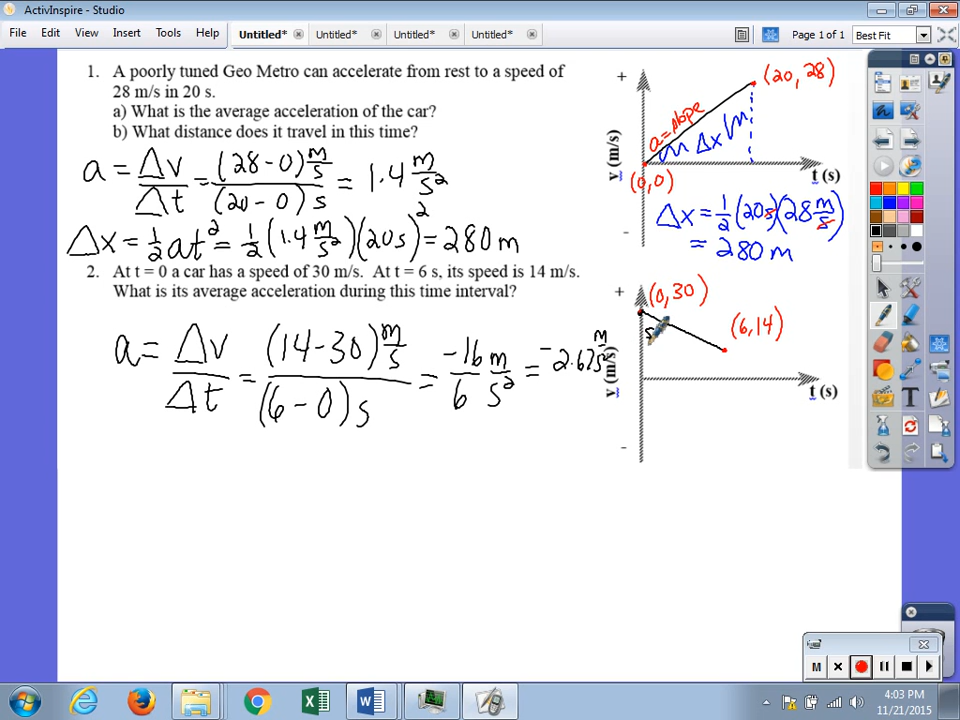 ActivInspire - Studio
File Edit View Insert Tools Help Untitled* Untitled* Untitled* Untitled* Page 1 of 1 Best Fit
1. A poorly tuned Geo Metro can accelerate from rest to a speed of
28 m/s in 20 s.
a) What is the average acceleration of the car?
b) What distance does it travel in this time?
a = Δv/Δt = (28-0) m/s / (20-0) s = 1.4 m/s²
Δx = ½at² = ½(1.4 m/s²)(20s)² = 280 m
+
(20, 28)
a=slope
Δx
v (m/s)
t (s)
(0,0)
-
Δx = ½(20s)(28 m/s)
= 280 m
2. At t = 0 a car has a speed of 30 m/s. At t = 6 s, its speed is 14 m/s.
What is its average acceleration during this time interval?
a = Δv/Δt = (14-30) m/s / (6-0) s = -16/6 m/s² = -2.67 m/s²
+
(0,30)
(6,14)
s
v (m/s)
t (s)
-
M
4:03 PM
11/21/2015